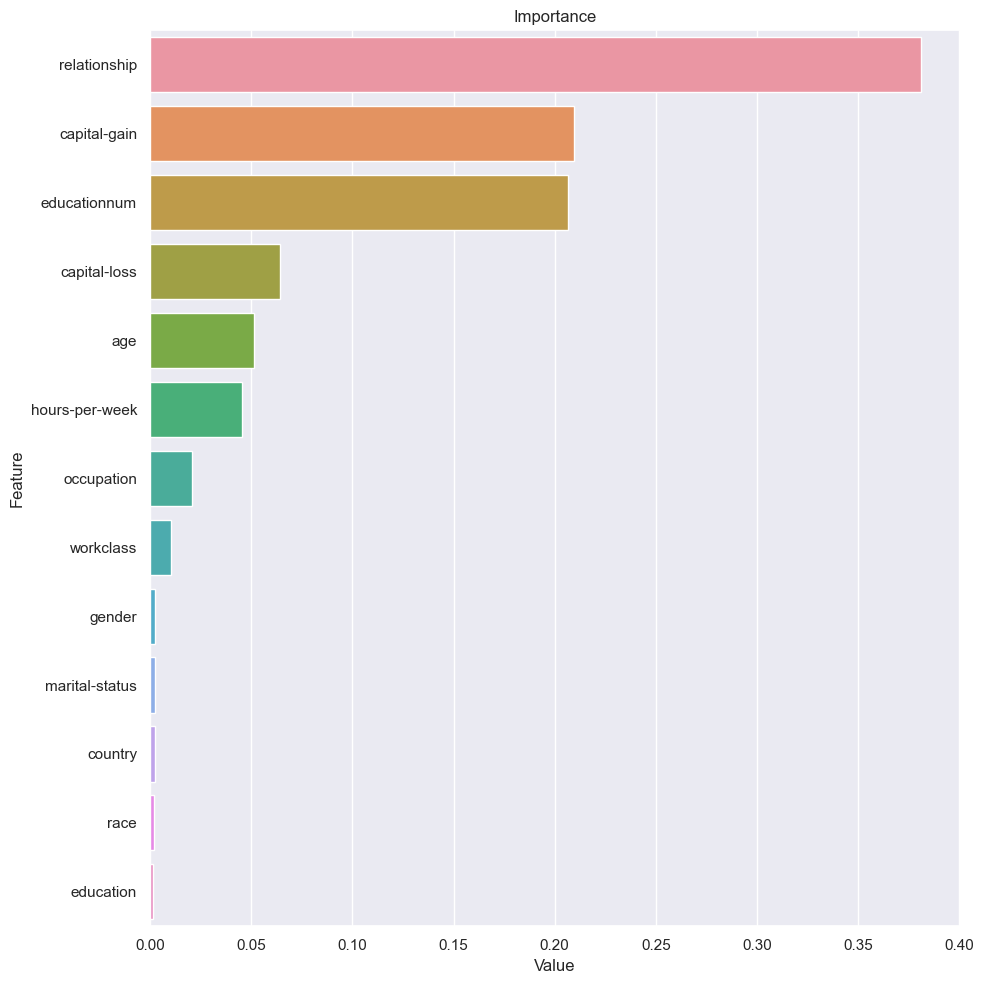 Importance
relationship
capital-gain
educationnum
capital-loss
age
hours-per-week
occupation
workclass
gender
marital-status
country
race
education
Feature
0.00 0.05 0.10 0.15 0.20 0.25 0.30 0.35 0.40
Value